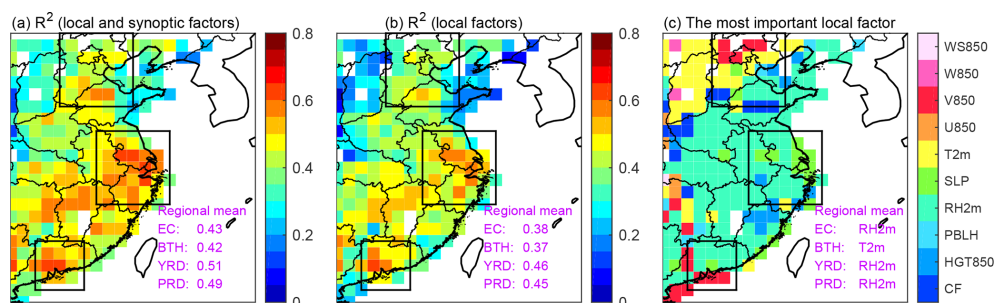 (a) R² (local and synoptic factors)
0.8
0.6
0.4
0.2
0
Regional mean
EC: 0.43
BTH: 0.42
YRD: 0.51
PRD: 0.49
(b) R² (local factors)
0.8
0.6
0.4
0.2
0
Regional mean
EC: 0.38
BTH: 0.37
YRD: 0.46
PRD: 0.45
(c) The most important local factor
WS850
W850
V850
U850
T2m
SLP
RH2m
PBLH
HGT850
CF
Regional mean
EC: RH2m
BTH: T2m
YRD: RH2m
PRD: RH2m